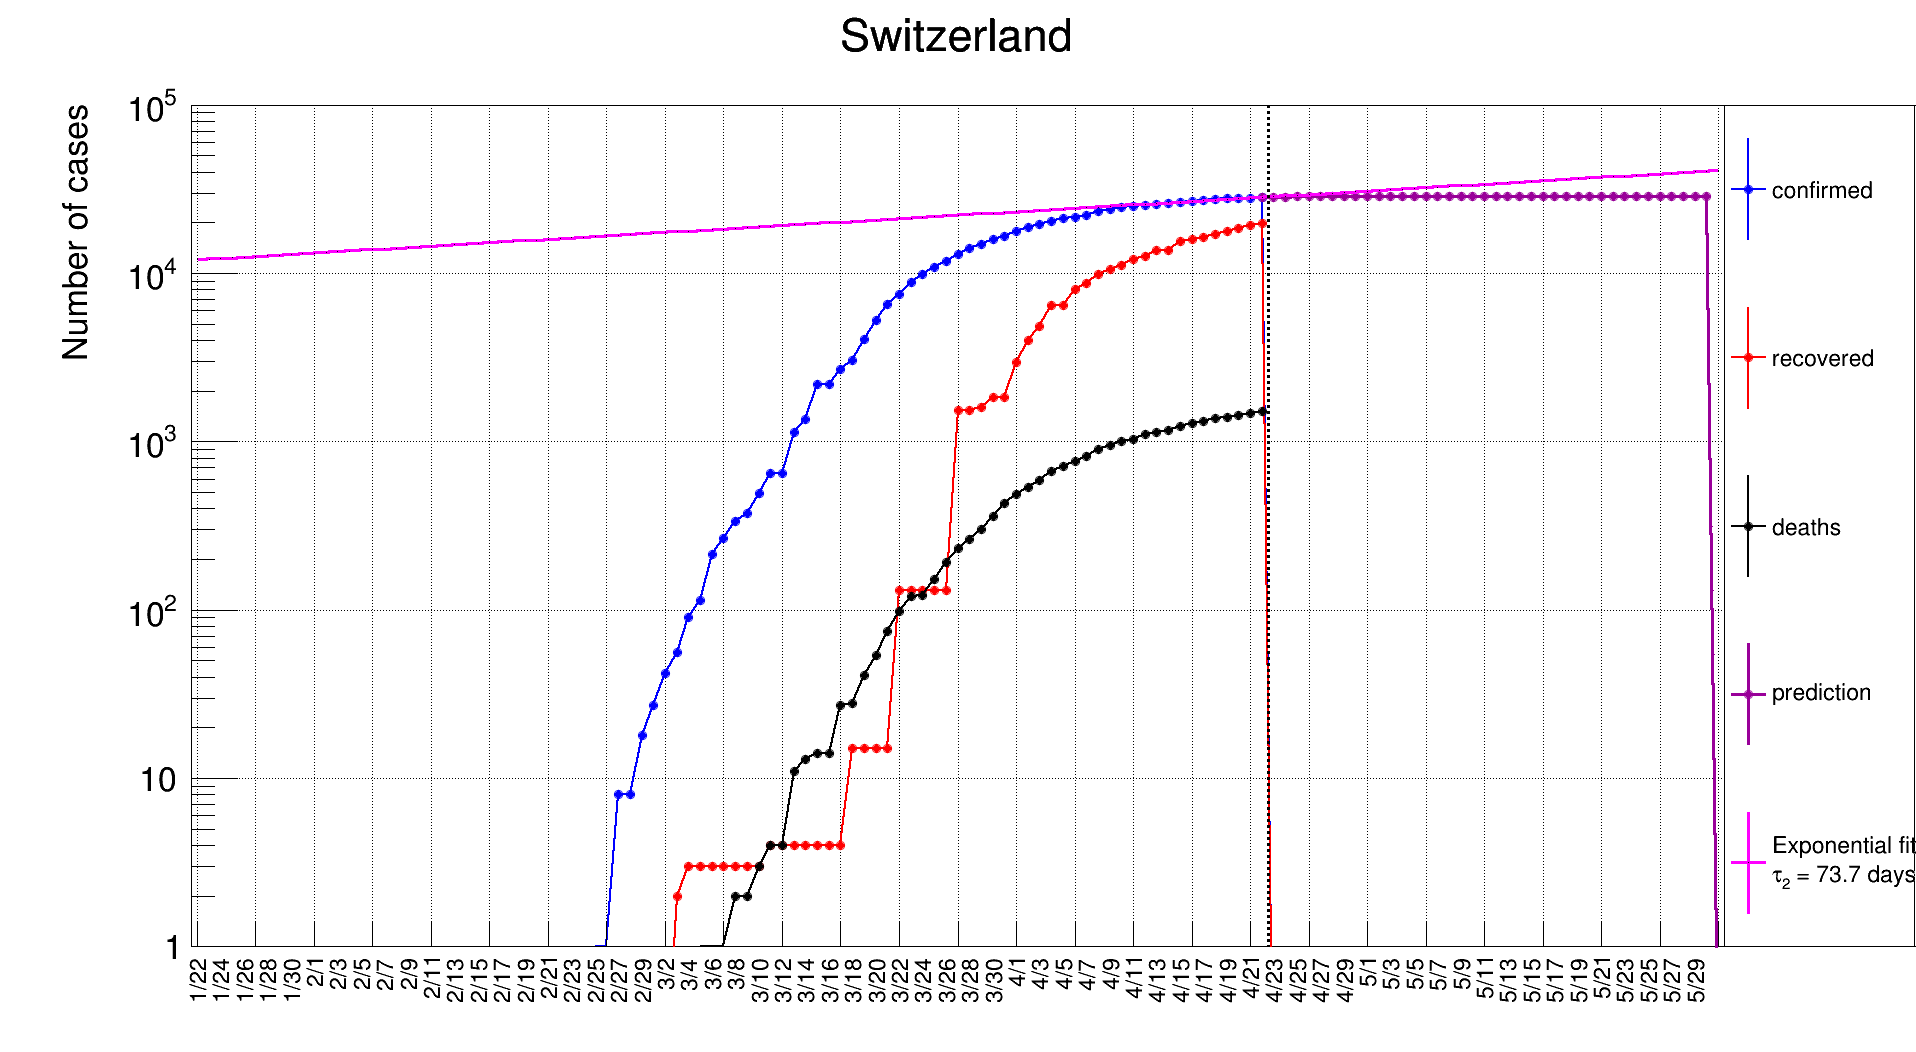 Switzerland
Number of cases
10^5
10^4
10^3
10^2
10
1
1/22 1/24 1/26 1/28 1/30 2/1 2/3 2/5 2/7 2/9 2/11 2/13 2/15 2/17 2/19 2/21 2/23 2/25 2/27 2/29 3/2 3/4 3/6 3/8 3/10 3/12 3/14 3/16 3/18 3/20 3/22 3/24 3/26 3/28 3/30 4/1 4/3 4/5 4/7 4/9 4/11 4/13 4/15 4/17 4/19 4/21 4/23 4/25 4/27 4/29 5/1 5/3 5/5 5/7 5/9 5/11 5/13 5/15 5/17 5/19 5/21 5/23 5/25 5/27 5/29
confirmed
recovered
deaths
prediction
Exponential fit
τ₂ = 73.7 days